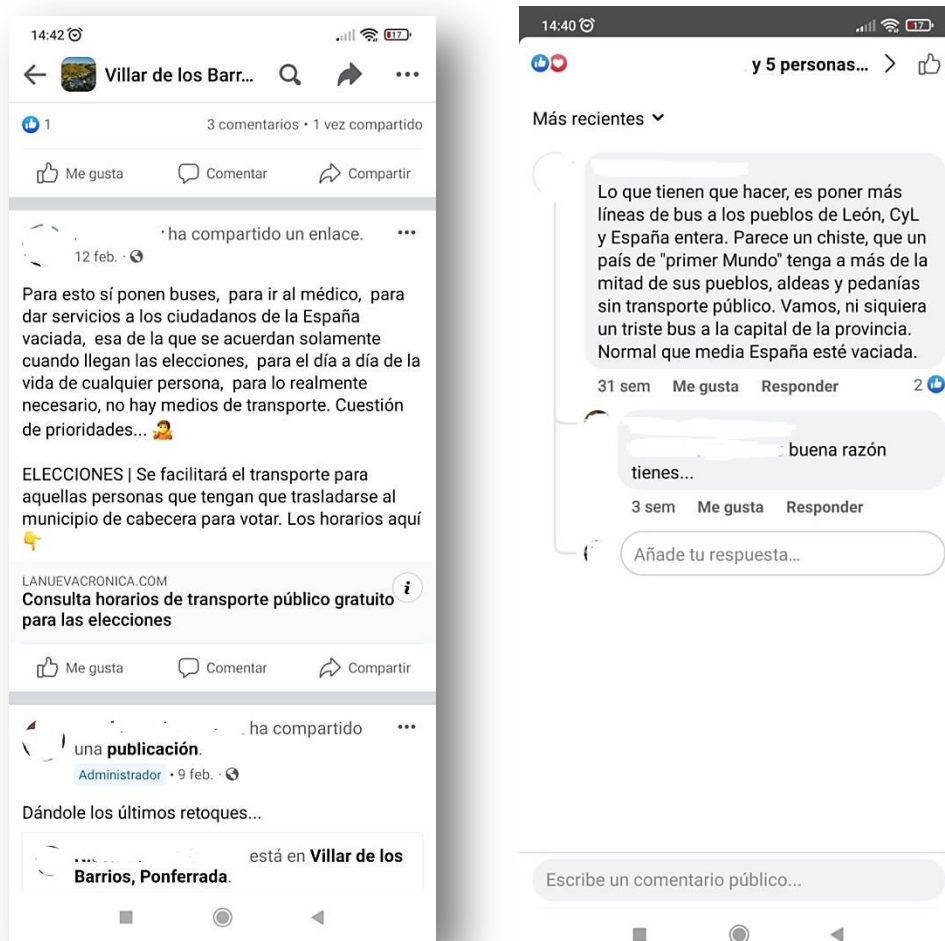 14:42
17
Villar de los Barr...
1
3 comentarios • 1 vez compartido
Me gusta
Comentar
Compartir
ha compartido un enlace.
12 feb. ·
Para esto sí ponen buses, para ir al médico, para
dar servicios a los ciudadanos de la España
vaciada, esa de la que se acuerdan solamente
cuando llegan las elecciones, para el día a día de la
vida de cualquier persona, para lo realmente
necesario, no hay medios de transporte. Cuestión
de prioridades... 🤷
ELECCIONES | Se facilitará el transporte para
aquellas personas que tengan que trasladarse al
municipio de cabecera para votar. Los horarios aquí
👇
LANUEVACRONICA.COM
Consulta horarios de transporte público gratuito
para las elecciones
Me gusta
Comentar
Compartir
ha compartido
una publicación.
Administrador • 9 feb. ·
Dándole los últimos retoques...
está en Villar de los
Barrios, Ponferrada.
14:40
17
y 5 personas...
Más recientes
Lo que tienen que hacer, es poner más
líneas de bus a los pueblos de León, CyL
y España entera. Parece un chiste, que un
país de "primer Mundo" tenga a más de la
mitad de sus pueblos, aldeas y pedanías
sin transporte público. Vamos, ni siquiera
un triste bus a la capital de la provincia.
Normal que media España esté vaciada.
31 sem Me gusta Responder 2
buena razón
tienes...
3 sem Me gusta Responder
Añade tu respuesta...
Escribe un comentario público...